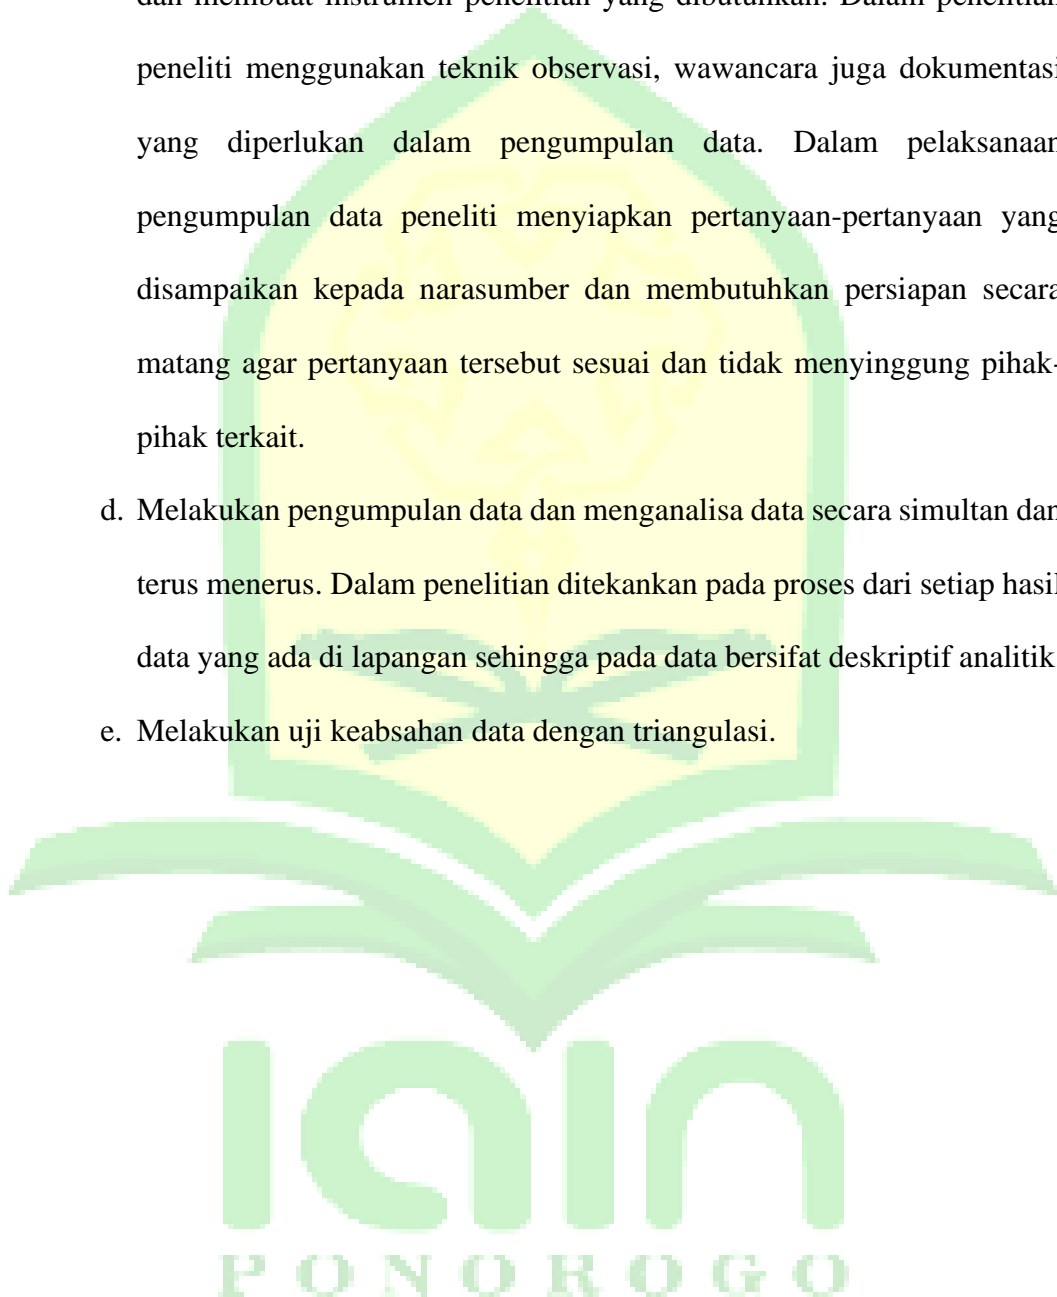 dan membuat instrumen penelitian yang dibutuhkan. Dalam penelitian
peneliti menggunakan teknik observasi, wawancara juga dokumentasi
yang diperlukan dalam pengumpulan data. Dalam pelaksanaan
pengumpulan data peneliti menyiapkan pertanyaan-pertanyaan yang
disampaikan kepada narasumber dan membutuhkan persiapan secara
matang agar pertanyaan tersebut sesuai dan tidak menyinggung pihak-
pihak terkait.
d. Melakukan pengumpulan data dan menganalisa data secara simultan dan
terus menerus. Dalam penelitian ditekankan pada proses dari setiap hasil
data yang ada di lapangan sehingga pada data bersifat deskriptif analitik
e. Melakukan uji keabsahan data dengan triangulasi.
iain
PONOROGO